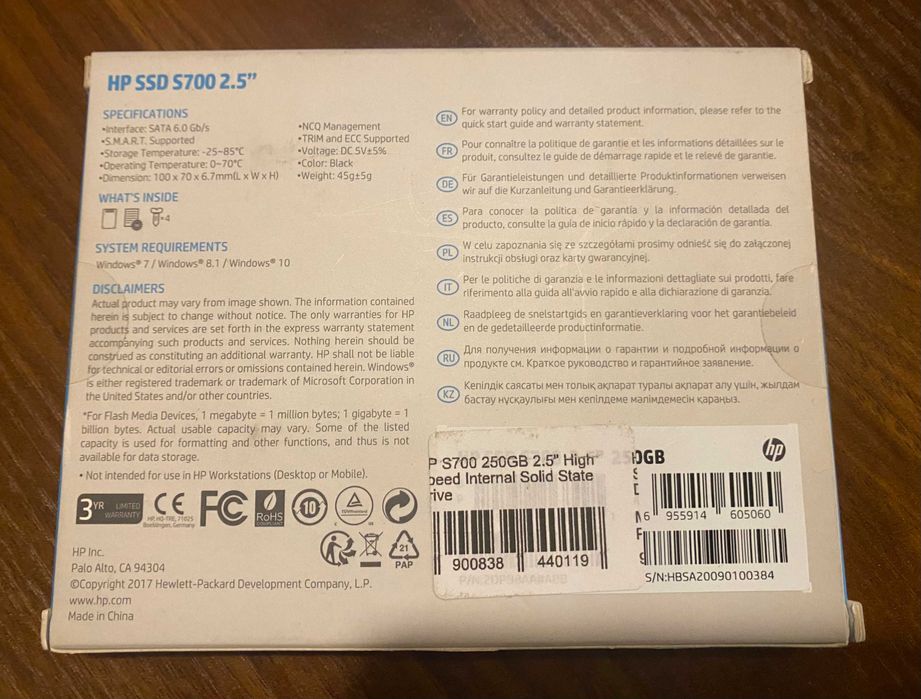 HP SSD S700 2.5”
SPECIFICATIONS
•Interface: SATA 6.0 Gb/s
•S.M.A.R.T. Supported
•Storage Temperature: -25~85℃
•Operating Temperature: 0~70℃
•Dimension: 100 x 70 x 6.7mm(L x W x H)
•NCQ Management
•TRIM and ECC Supported
•Voltage: DC 5V±5%
•Color: Black
•Weight: 45g±5g
WHAT'S INSIDE
×4
SYSTEM REQUIREMENTS
Windows® 7 / Windows® 8.1 / Windows® 10
DISCLAIMERS
Actual product may vary from image shown. The information contained
herein is subject to change without notice. The only warranties for HP
products and services are set forth in the express warranty statement
accompanying such products and services. Nothing herein should be
construed as constituting an additional warranty. HP shall not be liable
for technical or editorial errors or omissions contained herein. Windows®
is either registered trademark or trademark of Microsoft Corporation in
the United States and/or other countries.
*For Flash Media Devices, 1 megabyte = 1 million bytes; 1 gigabyte = 1
billion bytes. Actual usable capacity may vary. Some of the listed
capacity is used for formatting and other functions, and thus is not
available for data storage.
• Not intended for use in HP Workstations (Desktop or Mobile).
3YR LIMITED
WARRANTY
CE
HP, HQ-TRE, 71025
Boeblingen, Germany
FC
RoHS
COMPLIANT
10
TÜVRheinland
C US
21
PAP
HP Inc.
Palo Alto, CA 94304
©Copyright 2017 Hewlett-Packard Development Company, L.P.
www.hp.com
Made in China
EN For warranty policy and detailed product information, please refer to the
quick start guide and warranty statement.
FR Pour connaître la politique de garantie et les informations détaillées sur le
produit, consultez le guide de démarrage rapide et le relevé de garantie.
DE Für Garantieleistungen und detaillierte Produktinformationen verweisen
wir auf die Kurzanleitung und Garantieerklärung.
ES Para conocer la política de garantía y la información detallada del
producto, consulte la guía de inicio rápido y la declaración de garantía.
PL W celu zapoznania się ze szczegółami prosimy odnieść się do załączonej
instrukcji obsługi oraz karty gwarancyjnej.
IT Per le politiche di garanzia e le informazioni dettagliate sui prodotti, fare
riferimento alla guida all'avvio rapido e alla dichiarazione di garanzia.
NL Raadpleeg de snelstartgids en garantieverklaring voor het garantiebeleid
en de gedetailleerde productinformatie.
RU Для получения информации о гарантии и подробной информации о
продукте см. Краткое руководство и гарантийное заявление.
KZ Кепілдік саясаты мен толық ақпарат туралы ақпарат алу үшін, жылдам
бастау нұсқаулығы мен кепілдеме мәлімдемесін қараңыз.
P S700 250GB 2.5" High
peed Internal Solid State
rive
900838 440119
0GB
hp
6 955914 605060
S/N:HBSA20090100384